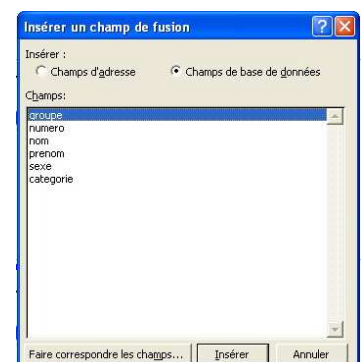 Insérer un champ de fusion
Insérer :
Champs d'adresse Champs de base de données
Champs:
groupe
numero
nom
prenom
sexe
categorie
Faire correspondre les champs... Insérer Annuler